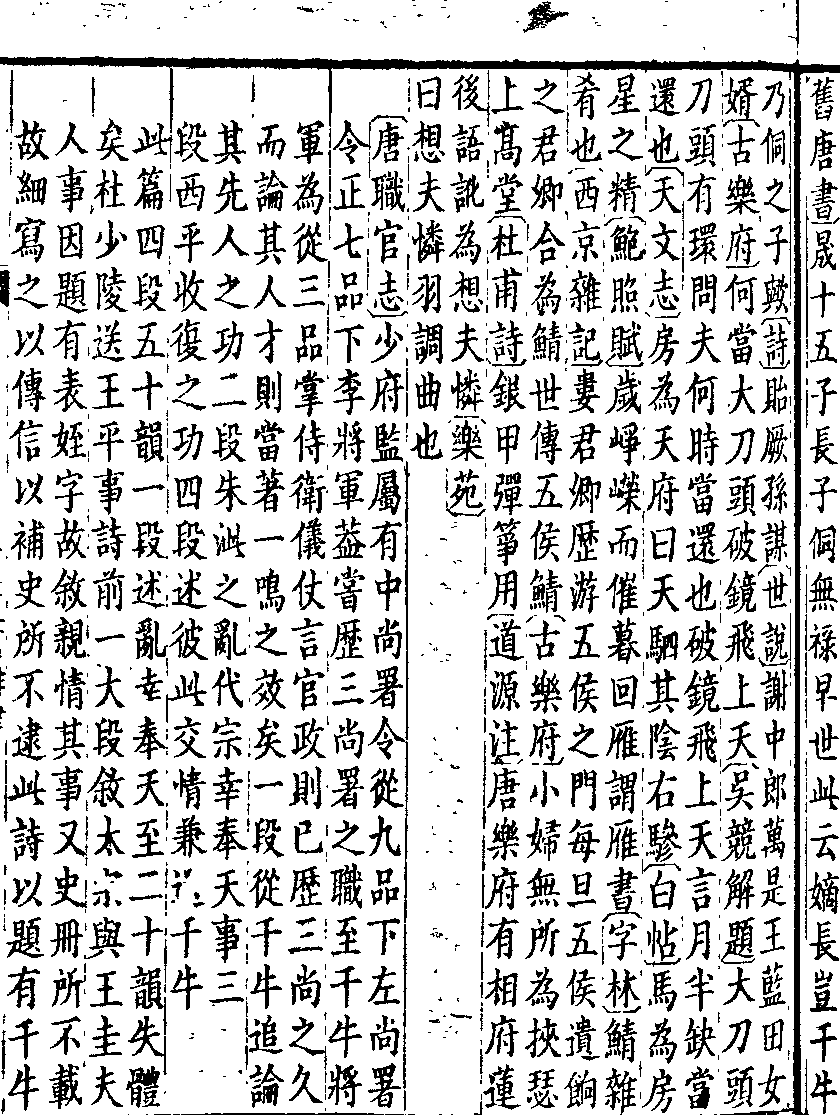 舊唐書晟十五子長子侗無祿早世此云嫡長豈千牛
乃侗之子歟詩貽厥孫謀世說謝中郎萬是王藍田女
婿古樂府何當大刀頭破鏡飛上天吳競解題大刀頭
刀頭有環問夫何時當還也破鏡飛上天言月半缺當
還也天文志房為天府曰天駟其陰右驂白帖馬為房
星之精鮑照賦歲崢嶸而催暮回雁謂雁書字林鯖雜
肴也西京雜記婁君卿歷游五侯之門每旦五侯遺餉
之君卿合為鯖世傳五侯鯖古樂府小婦無所為挾瑟
上高堂杜甫詩銀甲彈箏用道源注唐樂府有相府蓮
後語訛為想夫憐樂苑
曰想夫憐羽調曲也
唐職官志少府監屬有中尚署令從九品下左尚署
令正七品下李將軍葢嘗歷三尚署之職至千牛將
軍為從三品掌侍衛儀仗言官政則已歷三尚之久
而論其人才則當著一鳴之效矣一段從千牛追論
其先人之功二段朱泚之亂代宗幸奉天事三
段西平收復之功四段述彼此交情兼千牛
此篇四段五十韻一段述亂幸奉天至二十韻失體
矣杜少陵送王平事詩前一大段敘太宗與王圭夫
人事因題有表姪字故敘親情其事又史冊所不載
故細寫之以傳信以補史所不逮此詩以題有千牛